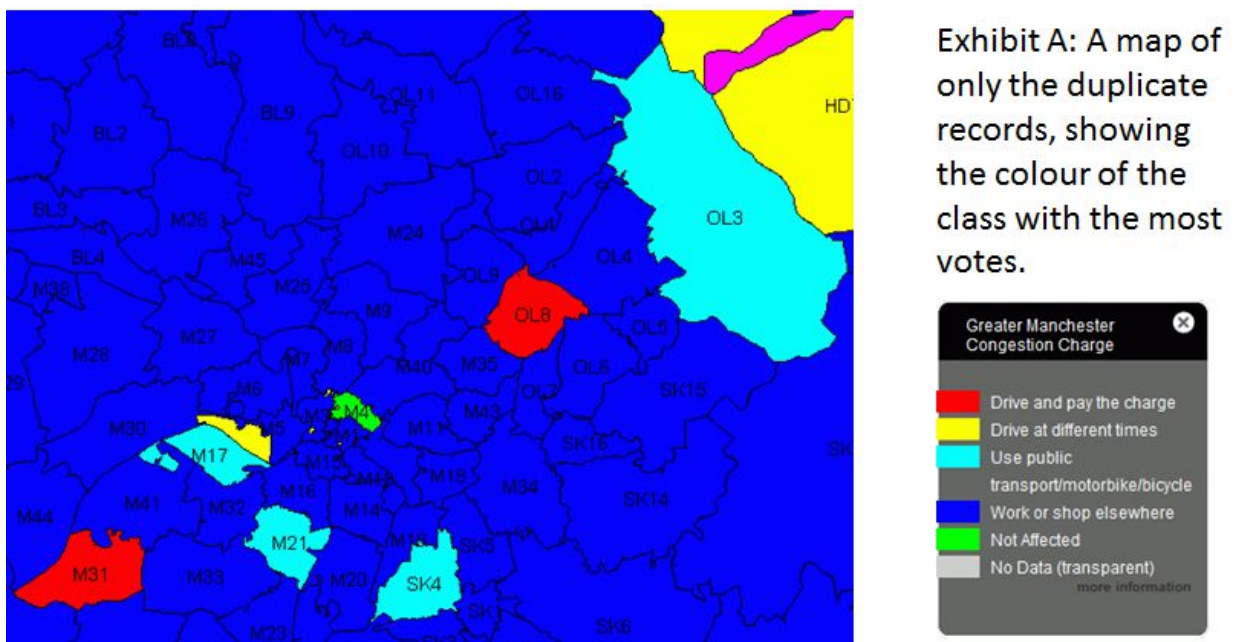 Exhibit A: A map of
only the duplicate
records, showing
the colour of the
class with the most
votes.
Greater Manchester
Congestion Charge
Drive and pay the charge
Drive at different times
Use public
transport/motorbike/bicycle
Work or shop elsewhere
Not Affected
No Data (transparent)
more information
BL8
OL11
OL16
HD7
BL2
BL9
OL10
OL2
BL3
M26
OL1
OL3
M24
BL4
M45
OL4
OL9
M38
M25
M9
OL8
M27
M8
OL5
M28
M7
M40
M35
OL6
M6
OL7
SK15
M3
M4
M43
M30
M5
M1
M11
SK16
M17
M15
M18
M16
M34
M41
M32
M14
SK14
M44
M21
M19
SK5
M31
M33
M20
SK4
M23
SK6